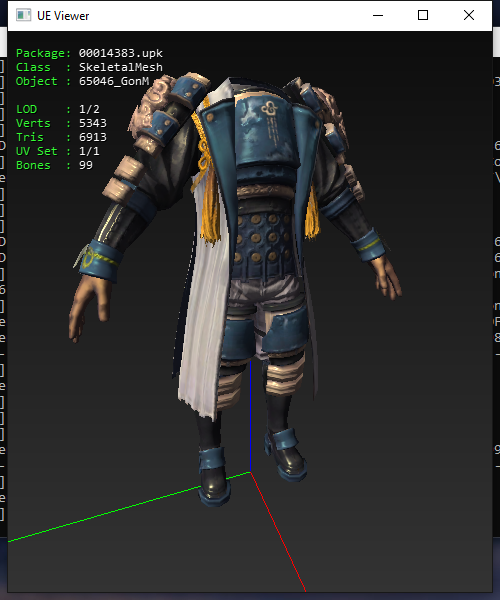 UE Viewer
Package: 00014383.upk
Class : SkeletalMesh
Object : 65046_GonM
LOD : 1/2
Verts : 5343
Tris : 6913
UV Set : 1/1
Bones : 99